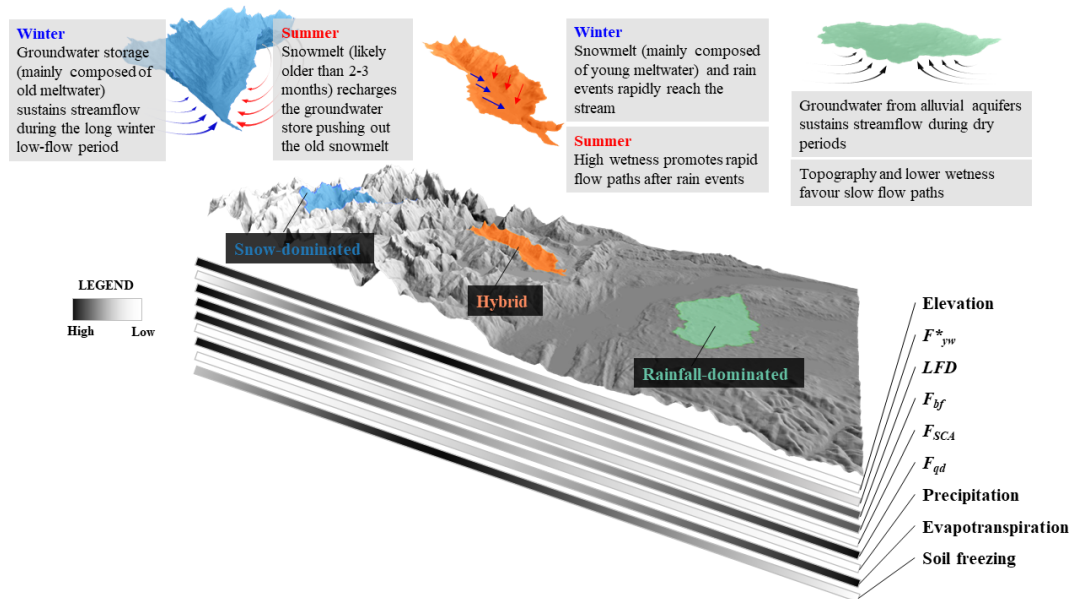 Winter
Groundwater storage
(mainly composed of
old meltwater)
sustains streamflow
during the long winter
low-flow period
Summer
Snowmelt (likely
older than 2-3
months) recharges
the groundwater
store pushing out
the old snowmelt
Winter
Snowmelt (mainly composed
of young meltwater) and rain
events rapidly reach the
stream
Summer
High wetness promotes rapid
flow paths after rain events
Groundwater from alluvial aquifers
sustains streamflow during dry
periods
Topography and lower wetness
favour slow flow paths
Snow-dominated
Hybrid
Rainfall-dominated
LEGEND
High Low
Elevation
F*yw
LFD
Fbf
FSCA
Fqd
Precipitation
Evapotranspiration
Soil freezing